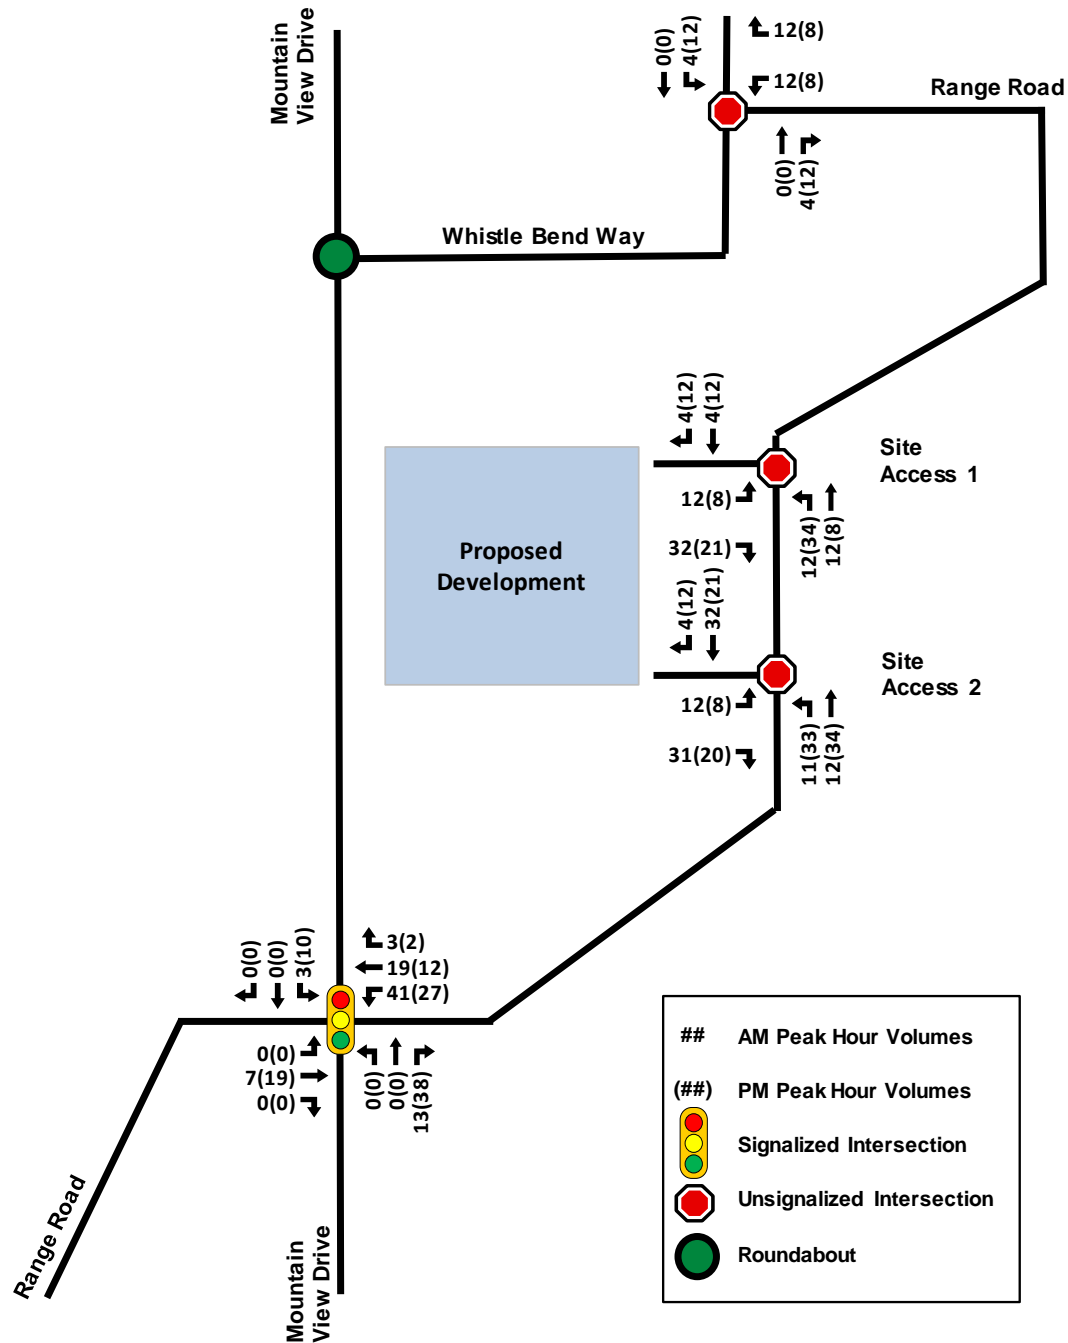 Mountain
View Drive
0(0)
4(12)
12(8)
12(8)
Range Road
0(0)
4(12)
Whistle Bend Way
4(12)
4(12)
Site
Access 1
12(8)
12(34)
12(8)
32(21)
Proposed
Development
4(12)
32(21)
Site
Access 2
12(8)
11(33)
12(34)
31(20)
0(0)
0(0)
3(10)
3(2)
19(12)
41(27)
0(0)
7(19)
0(0)
0(0)
0(0)
13(38)
Range Road
Mountain
View Drive
## AM Peak Hour Volumes
(##) PM Peak Hour Volumes
Signalized Intersection
Unsignalized Intersection
Roundabout